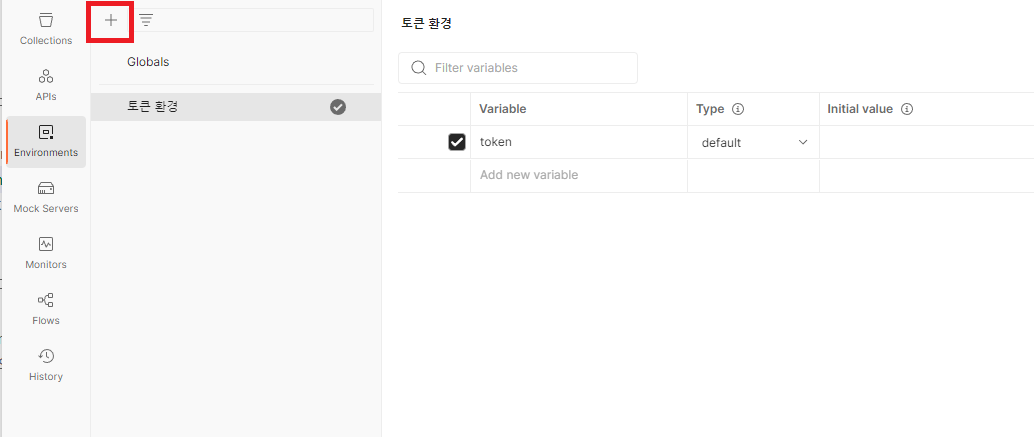 Collections
APIs
Environments
Mock Servers
Monitors
Flows
History
Globals
토큰 환경
토큰 환경
Filter variables
Variable Type Initial value
token default
Add new variable